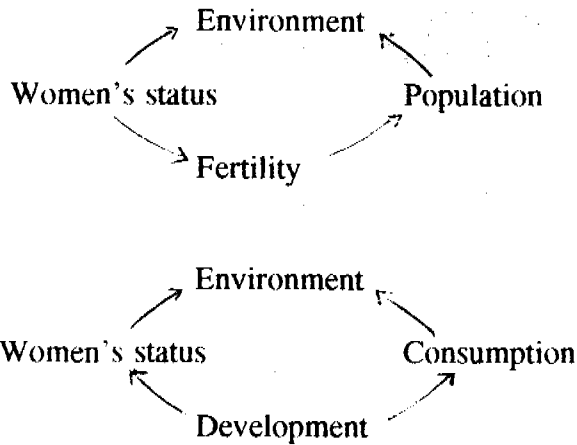 Environment
Women's status Population
Fertility
Environment
Women's status Consumption
Development